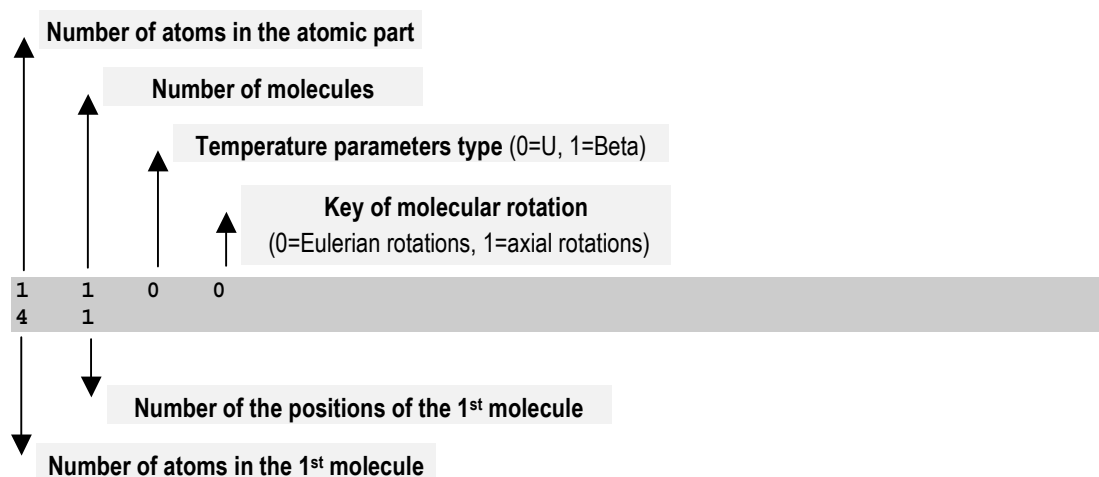 Number of atoms in the atomic part
Number of molecules
Temperature parameters type (0=U, 1=Beta)
Key of molecular rotation
(0=Eulerian rotations, 1=axial rotations)
1 1 0 0
4 1
Number of the positions of the 1st molecule
Number of atoms in the 1st molecule